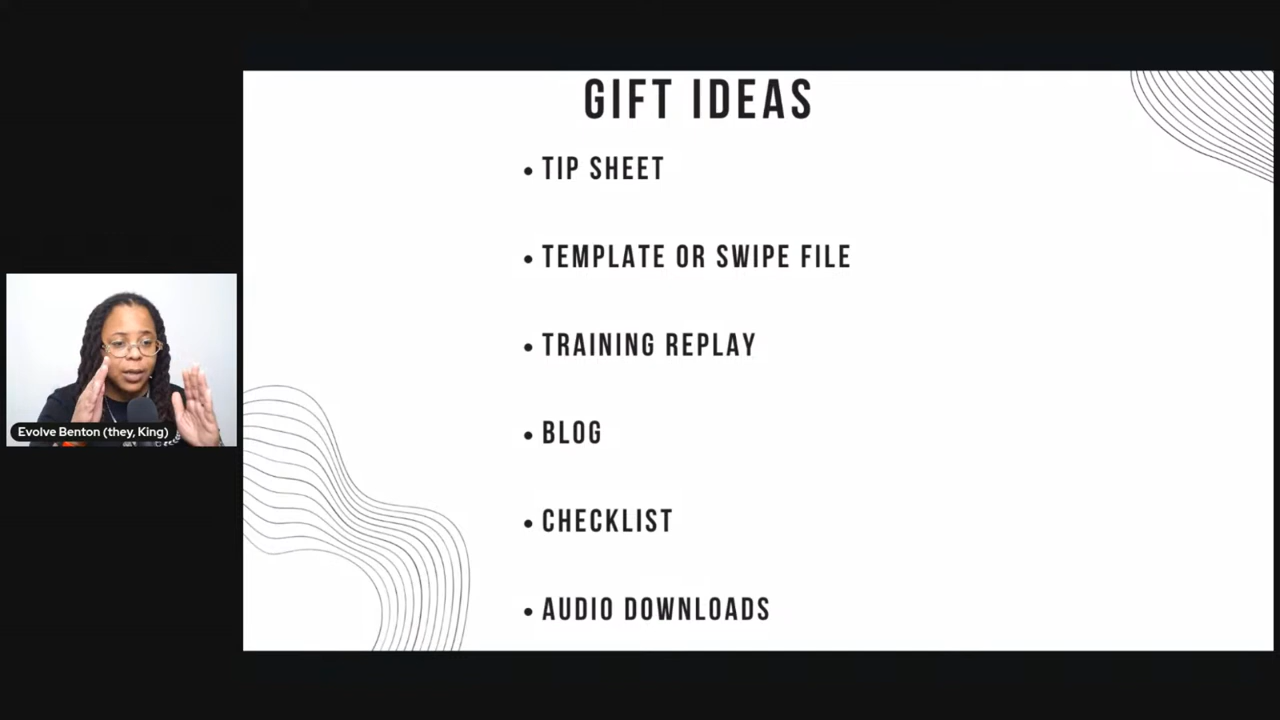 GIFT IDEAS
• TIP SHEET
• TEMPLATE OR SWIPE FILE
• TRAINING REPLAY
• BLOG
• CHECKLIST
• AUDIO DOWNLOADS
Evolve Benton (they, King)